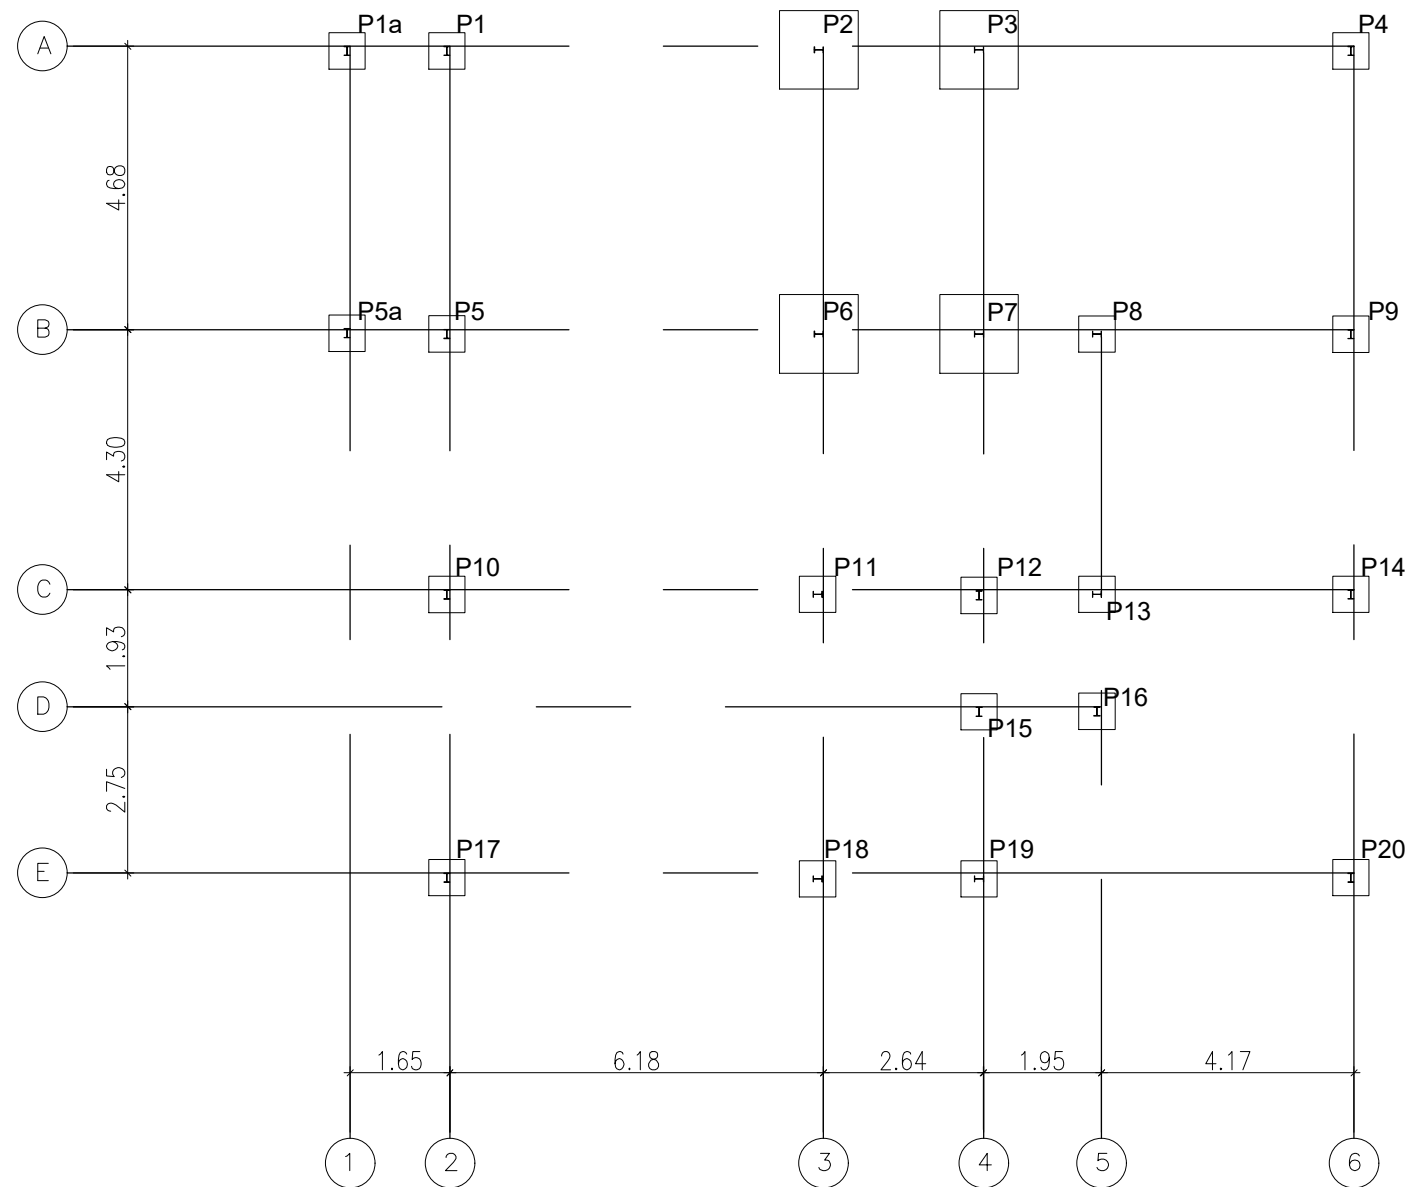 A P1a P1 P2 P3 P4
4.68
B P5a P5 P6 P7 P8 P9
4.30
C P10 P11 P12 P13 P14
1.93
D P15 P16
2.75
E P17 P18 P19 P20
1.65 6.18 2.64 1.95 4.17
1 2 3 4 5 6